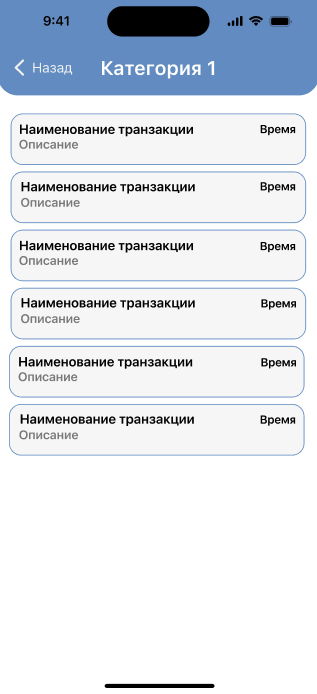 9:41
Назад Категория 1
Наименование транзакции Время
Описание
Наименование транзакции Время
Описание
Наименование транзакции Время
Описание
Наименование транзакции Время
Описание
Наименование транзакции Время
Описание
Наименование транзакции Время
Описание